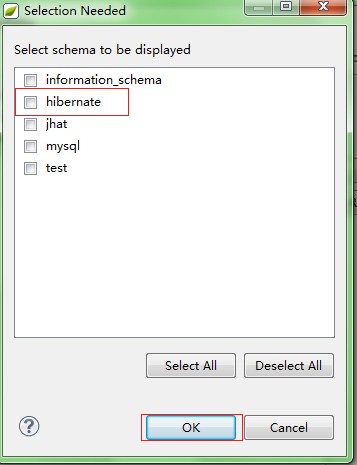 Selection Needed
Select schema to be displayed
information_schema
hibernate
jhat
mysql
test
Select All Deselect All
OK Cancel